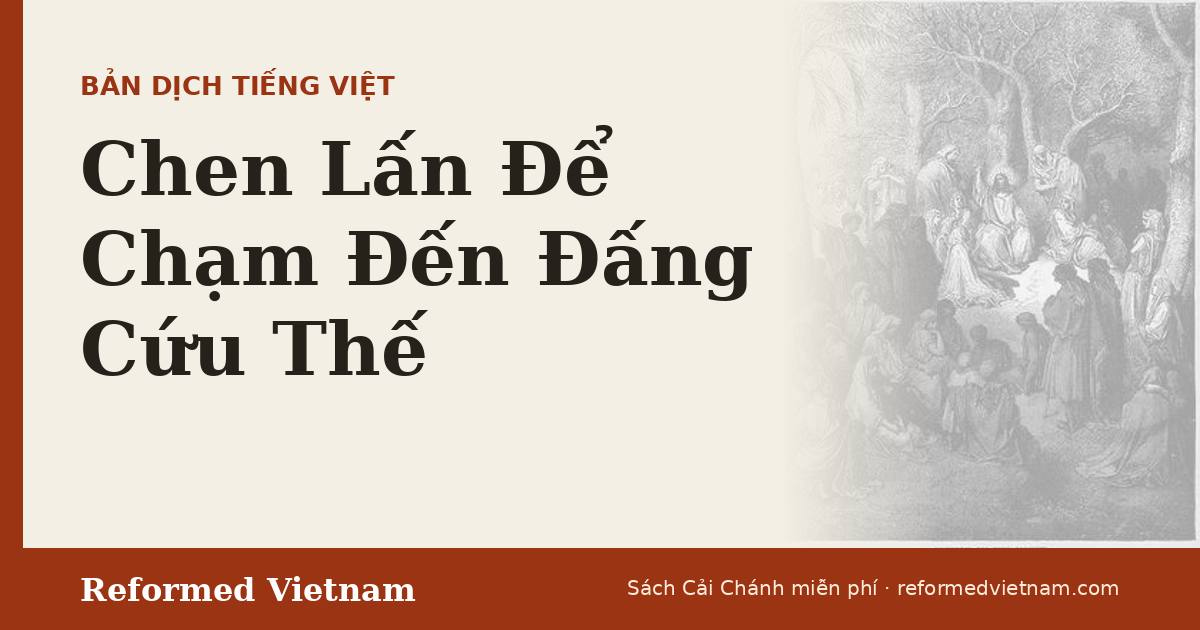 BẢN DỊCH TIẾNG VIỆT
Chen Lấn Để
Chạm Đến Đấng
Cứu Thế
Reformed Vietnam
Sách Cải Chánh miễn phí · reformedvietnam.com